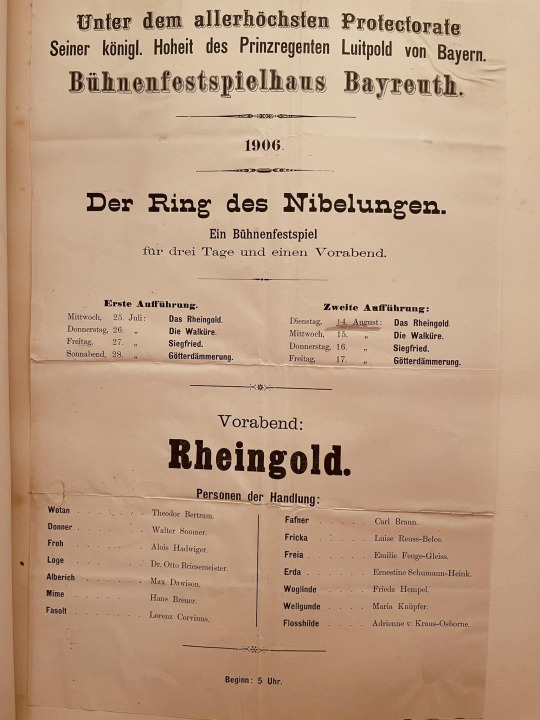 Unter dem allerhöchsten Protectorate
Seiner königl. Hoheit des Prinzregenten Luitpold von Bayern.
Bühnenfestspielhaus Bayreuth.
1906.
Der Ring des Nibelungen.
Ein Bühnenfestspiel
für drei Tage und einen Vorabend.
Erste Aufführung.
Mittwoch, 25. Juli: Das Rheingold.
Donnerstag, 26. „ Die Walküre.
Freitag, 27. „ Siegfried.
Sonnabend, 28. „ Götterdämmerung.
Zweite Aufführung:
Dienstag, 14. August: Das Rheingold.
Mittwoch, 15. „ Die Walküre.
Donnerstag, 16. „ Siegfried.
Freitag, 17. „ Götterdämmerung.
Vorabend:
Rheingold.
Personen der Handlung:
Wotan . . . . . . . Theodor Bertram.
Donner . . . . . . . Walter Soomer.
Froh . . . . . . . Alois Hadwiger.
Loge . . . . . . . Dr. Otto Briesemeister.
Alberich . . . . . . Max Dawison.
Mime . . . . . . . Hans Breuer.
Fasolt . . . . . . . Lorenz Corvinus.
Fafner . . . . . Carl Braun.
Fricka . . . . . Luise Reuss-Belce.
Freia . . . . . Emilie Feuge-Gleiss.
Erda . . . . . Ernestine Schumann-Heink.
Woglinde . . . . Frieda Hempel.
Wellgunde . . . . Maria Knüpfer.
Flosshilde . . . . Adrienne v. Kraus-Osborne.
Beginn: 5 Uhr.